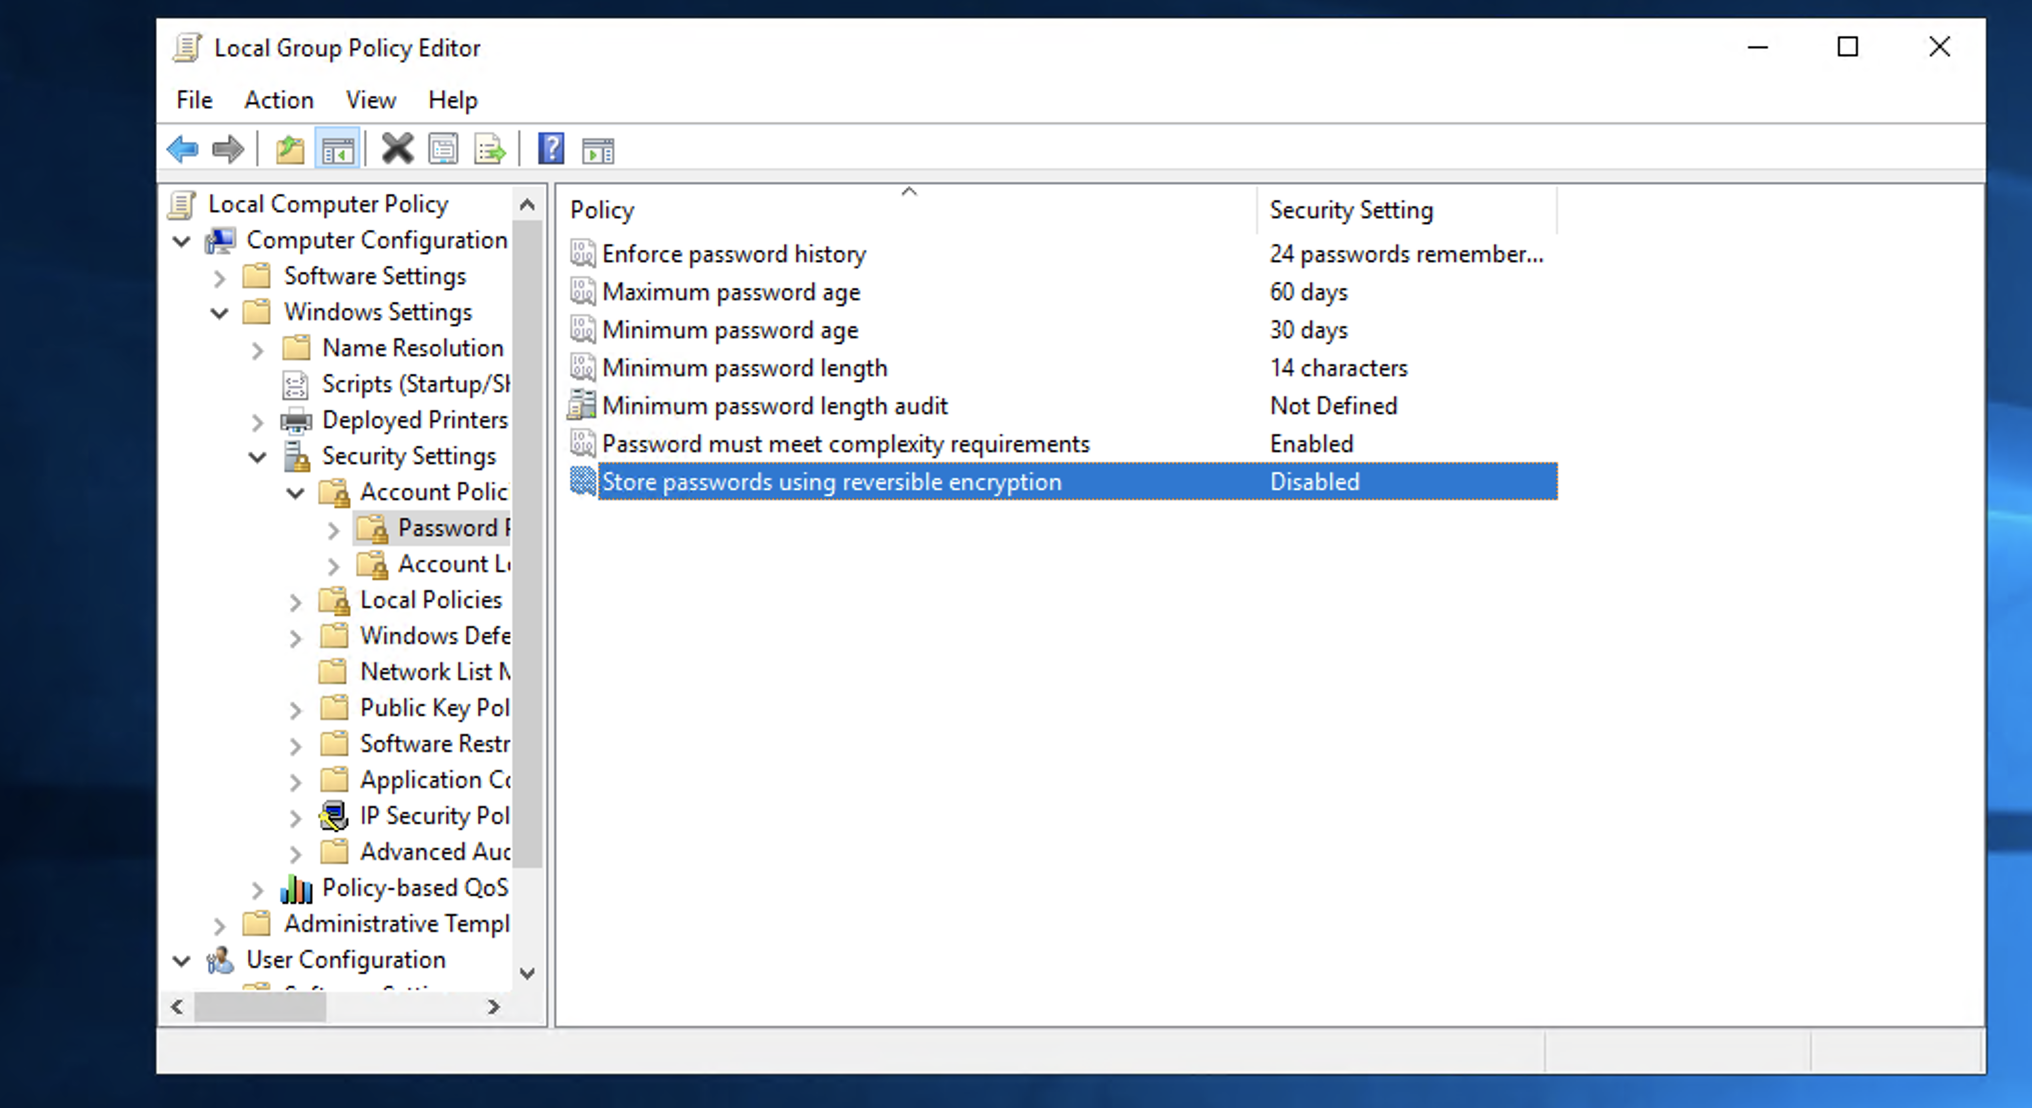 Local Group Policy Editor
File Action View Help
Local Computer Policy
Computer Configuration
Software Settings
Windows Settings
Name Resolution
Scripts (Startup/Sh
Deployed Printers
Security Settings
Account Polic
Password P
Account Lo
Local Policies
Windows Defe
Network List M
Public Key Pol
Software Restr
Application Co
IP Security Pol
Advanced Aud
Policy-based QoS
Administrative Templ
User Configuration
Policy Security Setting
Enforce password history 24 passwords remember...
Maximum password age 60 days
Minimum password age 30 days
Minimum password length 14 characters
Minimum password length audit Not Defined
Password must meet complexity requirements Enabled
Store passwords using reversible encryption Disabled